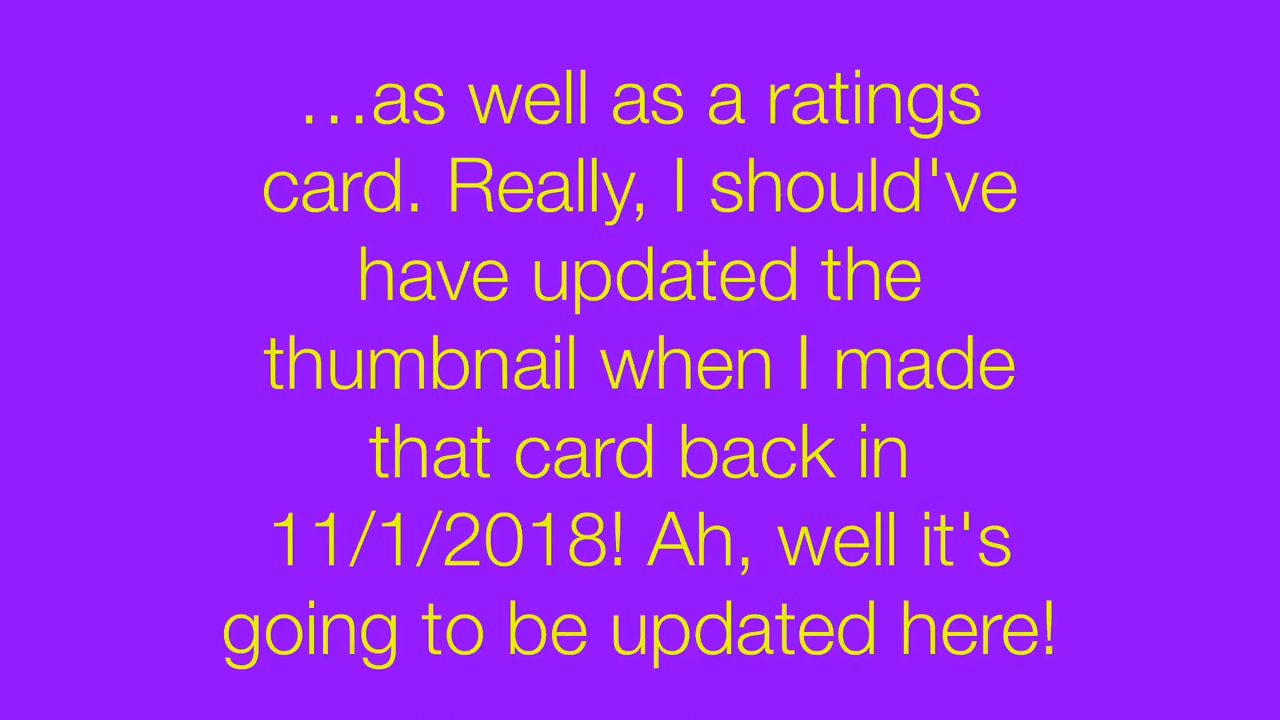 …as well as a ratings
card. Really, I should've
have updated the
thumbnail when I made
that card back in
11/1/2018! Ah, well it's
going to be updated here!